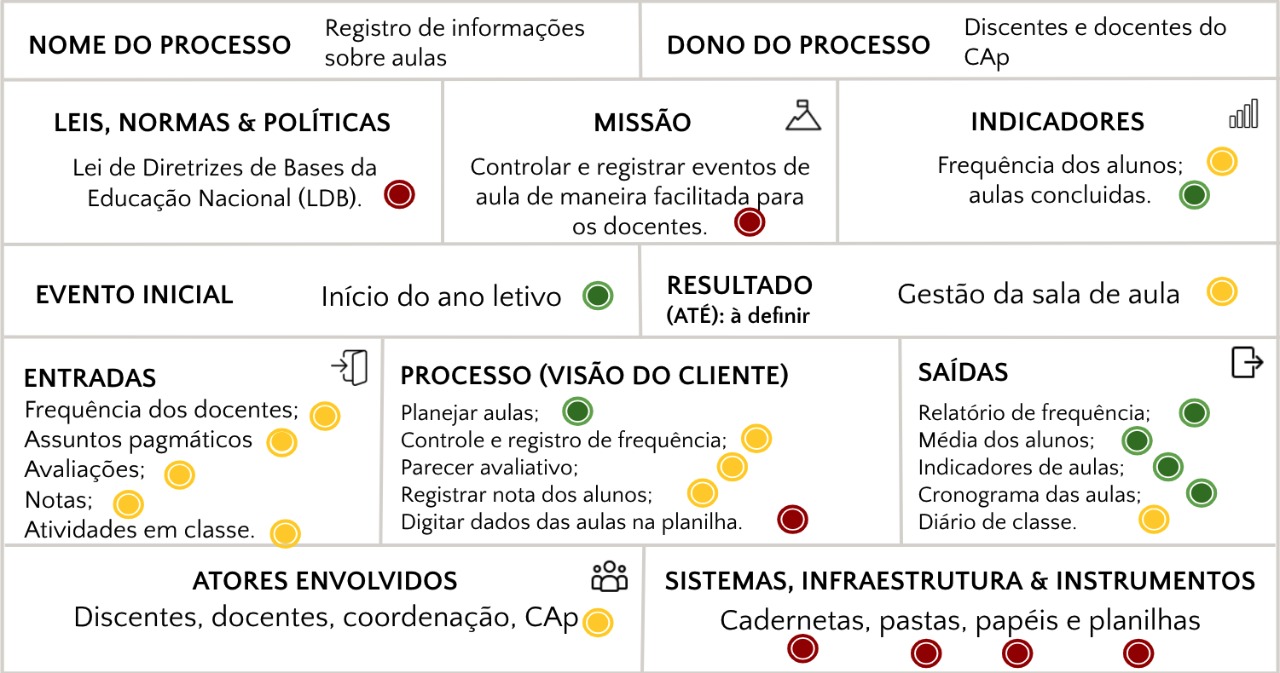 NOME DO PROCESSO
Registro de informações
sobre aulas
DONO DO PROCESSO
Discentes e docentes do
CAp
LEIS, NORMAS & POLÍTICAS
Lei de Diretrizes de Bases da
Educação Nacional (LDB).
MISSÃO
Controlar e registrar eventos de
aula de maneira facilitada para
os docentes.
INDICADORES
Frequência dos alunos;
aulas concluidas.
EVENTO INICIAL
Início do ano letivo
RESULTADO
(ATÉ): à definir
Gestão da sala de aula
ENTRADAS
Frequência dos docentes;
Assuntos pagmáticos
Avaliações;
Notas;
Atividades em classe.
PROCESSO (VISÃO DO CLIENTE)
Planejar aulas;
Controle e registro de frequência;
Parecer avaliativo;
Registrar nota dos alunos;
Digitar dados das aulas na planilha.
SAÍDAS
Relatório de frequência;
Média dos alunos;
Indicadores de aulas;
Cronograma das aulas;
Diário de classe.
ATORES ENVOLVIDOS
Discentes, docentes, coordenação, CAp
SISTEMAS, INFRAESTRUTURA & INSTRUMENTOS
Cadernetas, pastas, papéis e planilhas